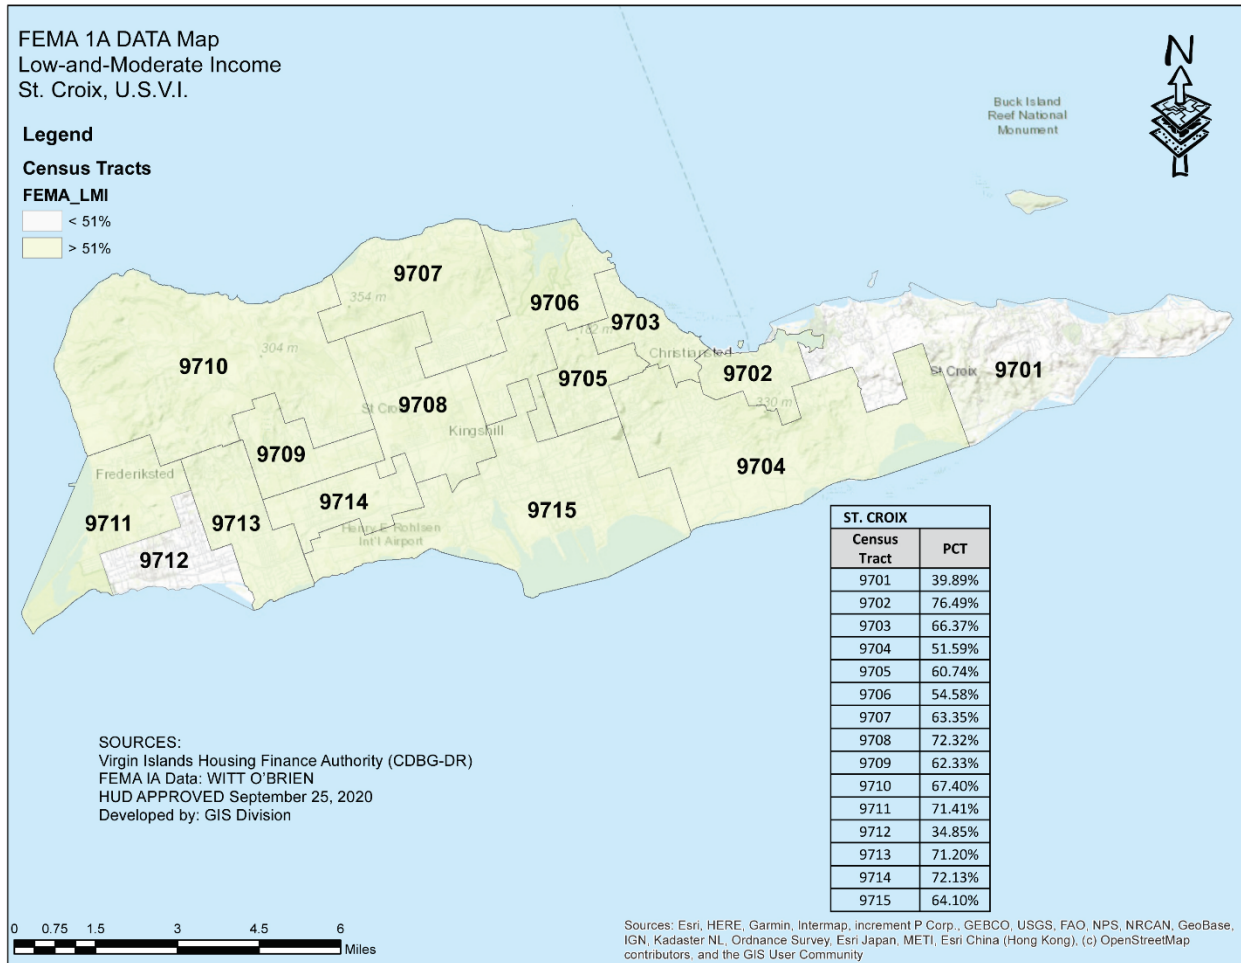 FEMA 1A DATA Map
Low-and-Moderate Income
St. Croix, U.S.V.I.
Legend
Census Tracts
FEMA_LMI
< 51%
> 51%
N
Buck Island
Reef National
Monument
9707
354 m
9706
182 m
9703
304 m
9710
Christiansted
9702
St Croix
9701
9705
330 m
St Croix
9708
Kingshill
9709
9704
Frederiksted
9714
9715
9711
9713
Henry E Rohlsen
Int'l Airport
9712
ST. CROIX
Census Tract PCT
9701 39.89%
9702 76.49%
9703 66.37%
9704 51.59%
9705 60.74%
9706 54.58%
9707 63.35%
9708 72.32%
9709 62.33%
9710 67.40%
9711 71.41%
9712 34.85%
9713 71.20%
9714 72.13%
9715 64.10%
SOURCES:
Virgin Islands Housing Finance Authority (CDBG-DR)
FEMA IA Data: WITT O'BRIEN
HUD APPROVED September 25, 2020
Developed by: GIS Division
0 0.75 1.5 3 4.5 6
Miles
Sources: Esri, HERE, Garmin, Intermap, increment P Corp., GEBCO, USGS, FAO, NPS, NRCAN, GeoBase,
IGN, Kadaster NL, Ordnance Survey, Esri Japan, METI, Esri China (Hong Kong), (c) OpenStreetMap
contributors, and the GIS User Community